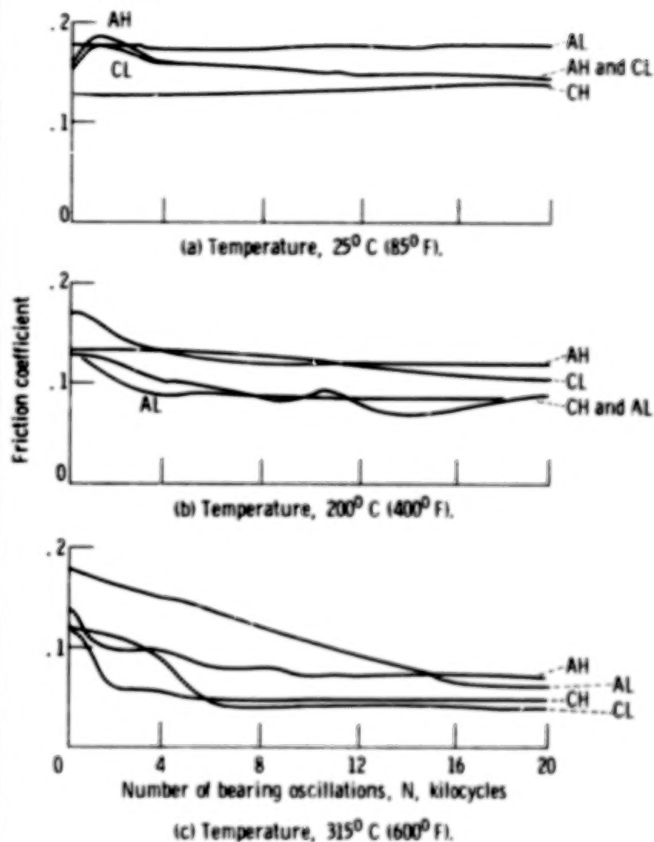 AH
AL
CL
AH and CL
CH
.1
0
(a) Temperature, 25° C (85° F).
.2
AH
.1
CL
AL
CH and AL
0
Friction coefficient
(b) Temperature, 200° C (400° F).
.2
.1
AH
AL
CH
CL
0 4 8 12 16 20
Number of bearing oscillations, N, kilocycles
(c) Temperature, 315° C (600° F).